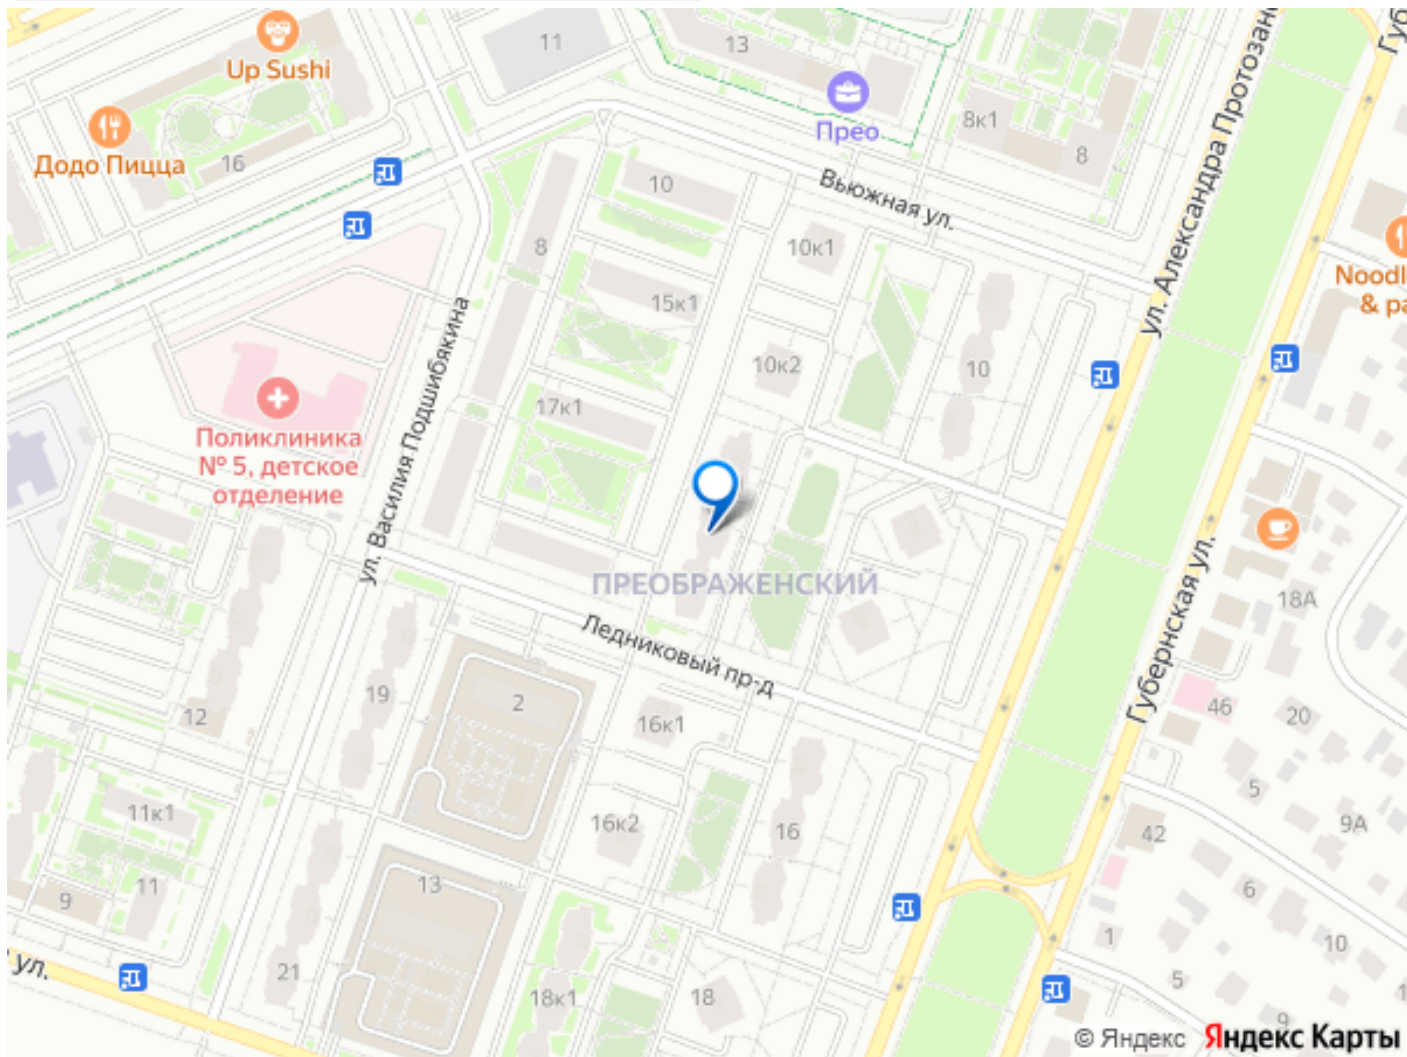 11
13
Up Sushi
Прео
8к1
8
ул. Александра Протозан
Губ
Додо Пицца
16
10
Вьюжная ул.
8
10к1
Noodl
& pa
15к1
10к2
10
17к1
ул. Василия Подшибякина
Поликлиника
№ 5, детское
отделение
ПРЕОБРАЖЕНСКИЙ
18А
Ледниковый пр-д
Губернская ул.
19
2
12
16к1
46
20
5
11к1
16к2
16
42
9А
13
11
9
6
1
10
ул.
21
18к1
18
5
9
1
© Яндекс Яндекс Карты